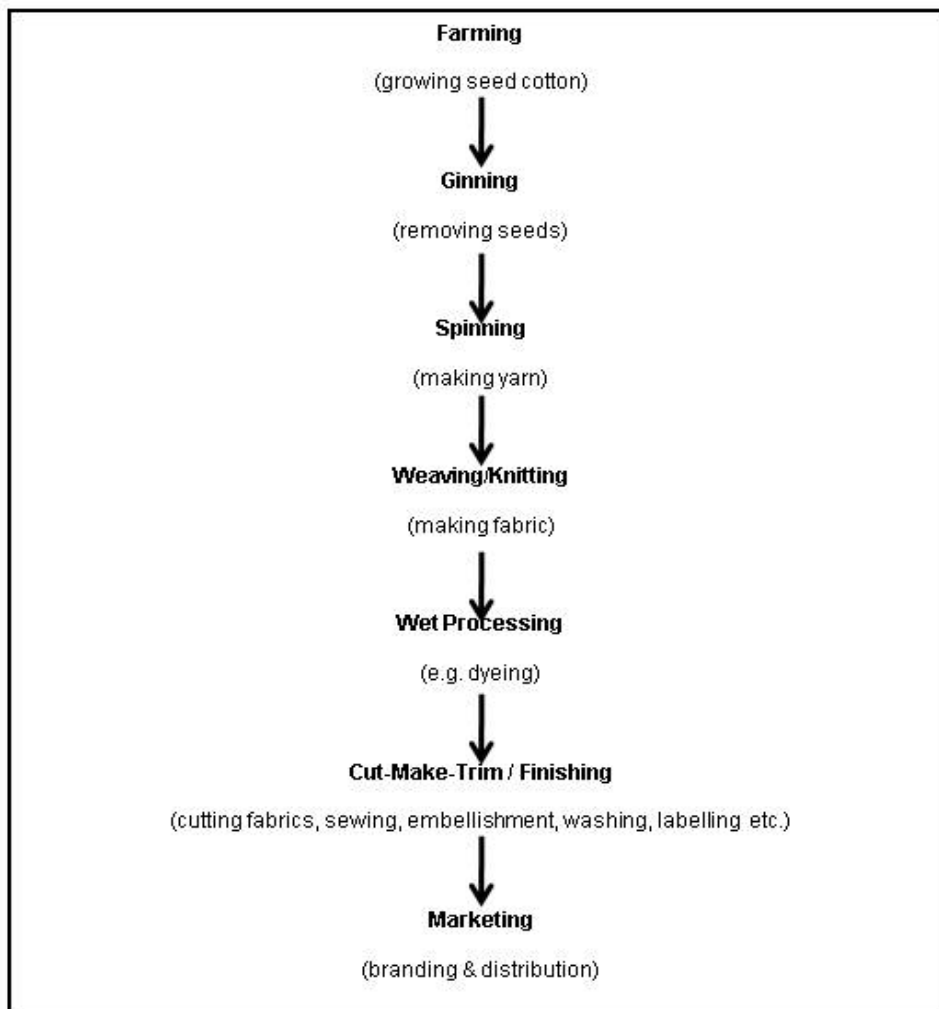 Farming
(growing seed cotton)
Ginning
(removing seeds)
Spinning
(making yarn)
Weaving/Knitting
(making fabric)
Wet Processing
(e.g. dyeing)
Cut-Make-Trim / Finishing
(cutting fabrics, sewing, embellishment, washing, labelling etc.)
Marketing
(branding & distribution)